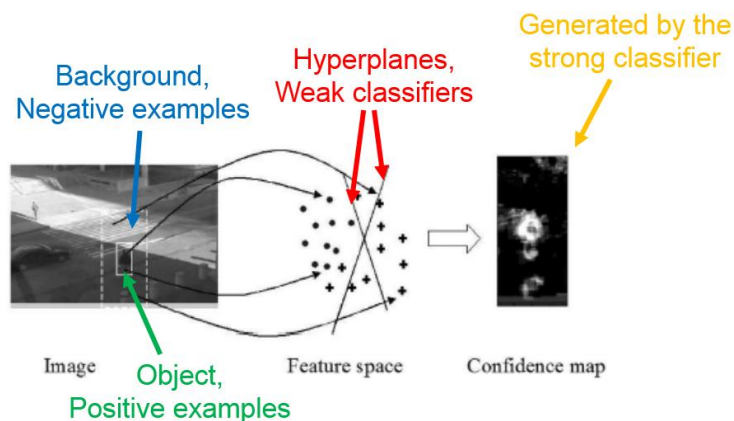 Generated by the
strong classifier
Hyperplanes,
Weak classifiers
Background,
Negative examples
Image
Feature space
Confidence map
Object,
Positive examples